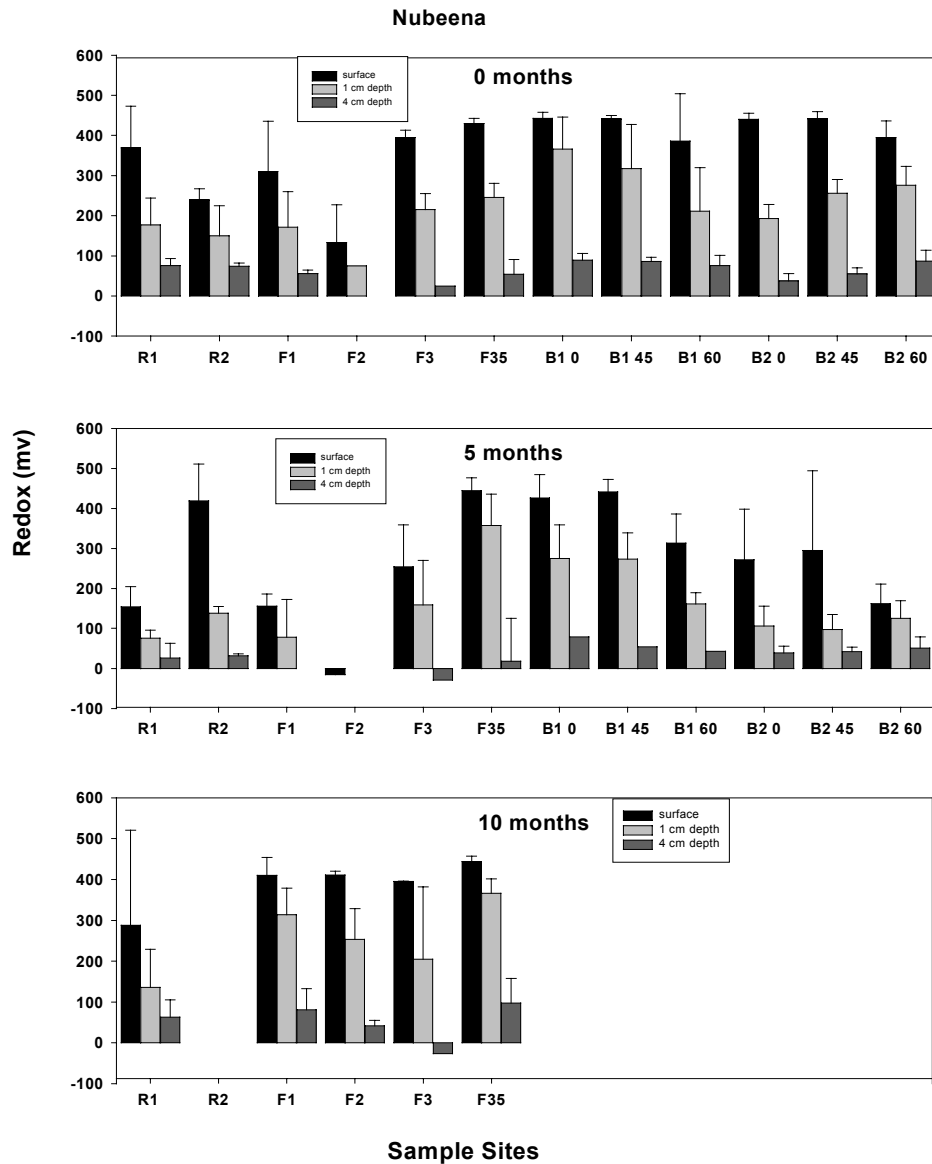 Nubeena
600
500
400
300
200
100
0
-100
surface
1 cm depth
4 cm depth
0 months
R1 R2 F1 F2 F3 F35 B1 0 B1 45 B1 60 B2 0 B2 45 B2 60
Redox (mv)
600
500
400
300
200
100
0
-100
surface
1 cm depth
4 cm depth
5 months
R1 R2 F1 F2 F3 F35 B1 0 B1 45 B1 60 B2 0 B2 45 B2 60
600
500
400
300
200
100
0
-100
10 months
surface
1 cm depth
4 cm depth
R1 R2 F1 F2 F3 F35
Sample Sites